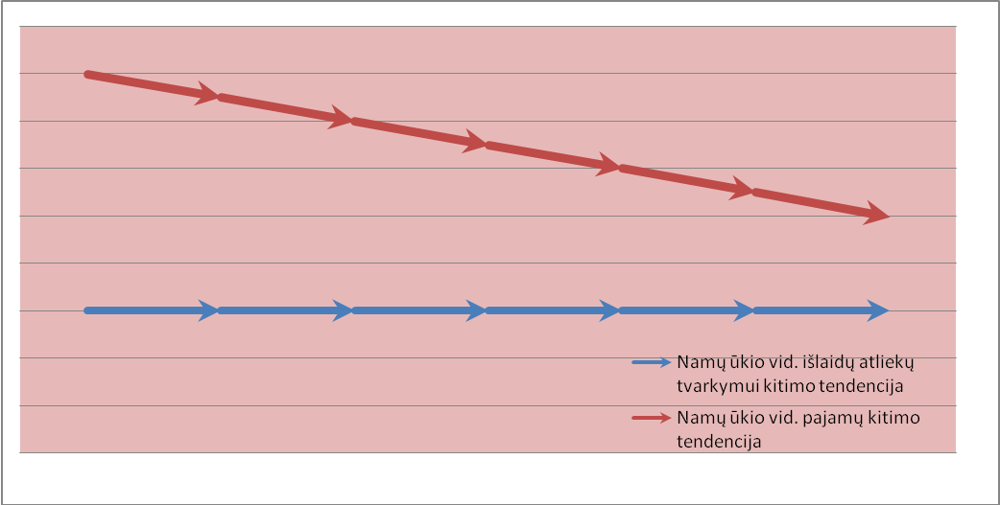 Namų ūkio vid. išlaidų atliekų
tvarkymui kitimo tendencija
Namų ūkio vid. pajamų kitimo
tendencija